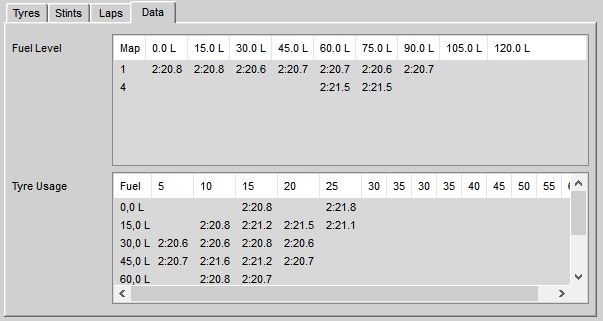 Tyres Stints Laps Data
Fuel Level
Map 0.0 L 15.0 L 30.0 L 45.0 L 60.0 L 75.0 L 90.0 L 105.0 L 120.0 L
1 2:20.8 2:20.8 2:20.6 2:20.7 2:20.7 2:20.6 2:20.7
4 2:21.5 2:21.5
Tyre Usage
Fuel 5 10 15 20 25 30 35 30 35 40 45 50 55
0,0 L 2:20.8 2:21.8
15,0 L 2:20.8 2:21.2 2:21.5 2:21.1
30,0 L 2:20.6 2:20.6 2:20.8 2:20.6
45,0 L 2:20.7 2:21.6 2:21.2 2:20.7
60,0 L 2:20.8 2:20.7